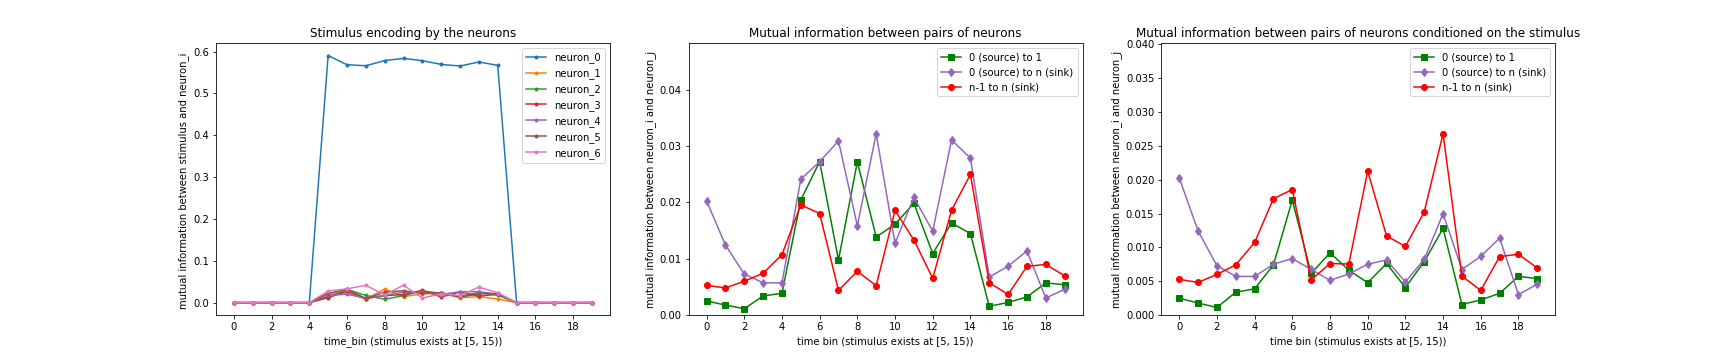 Stimulus encoding by the neurons
mutual information between stimulus and neuron_i
0.6
0.5
0.4
0.3
0.2
0.1
0.0
0 2 4 6 8 10 12 14 16 18
time_bin (stimulus exists at [5, 15))
neuron_0
neuron_1
neuron_2
neuron_3
neuron_4
neuron_5
neuron_6
Mutual information between pairs of neurons
mutual information between neuron_i and neuron_j
0.04
0.03
0.02
0.01
0.00
0 2 4 6 8 10 12 14 16 18
time bin (stimulus exists at [5, 15))
0 (source) to 1
0 (source) to n (sink)
n-1 to n (sink)
Mutual information between pairs of neurons conditioned on the stimulus
mutual information between neuron_i and neuron_j
0.040
0.035
0.030
0.025
0.020
0.015
0.010
0.005
0.000
0 2 4 6 8 10 12 14 16 18
time bin (stimulus exists at [5, 15))
0 (source) to 1
0 (source) to n (sink)
n-1 to n (sink)